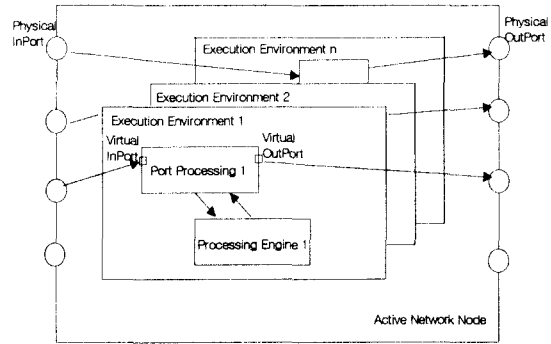 Physical
InPort
Physical
OutPort
Execution Environment n
Execution Environment 2
Execution Environment 1
Virtual
InPort
Virtual
OutPort
Port Processing 1
Processing Engine 1
Active Network Node